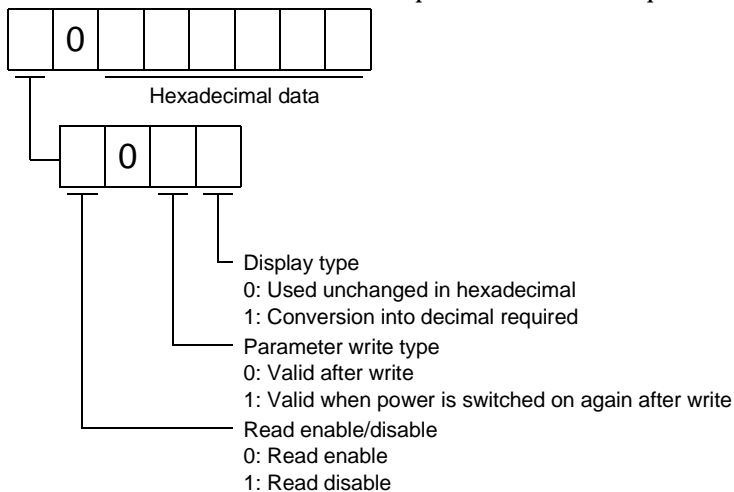 0
Hexadecimal data
0
Display type
0: Used unchanged in hexadecimal
1: Conversion into decimal required
Parameter write type
0: Valid after write
1: Valid when power is switched on again after write
Read enable/disable
0: Read enable
1: Read disable